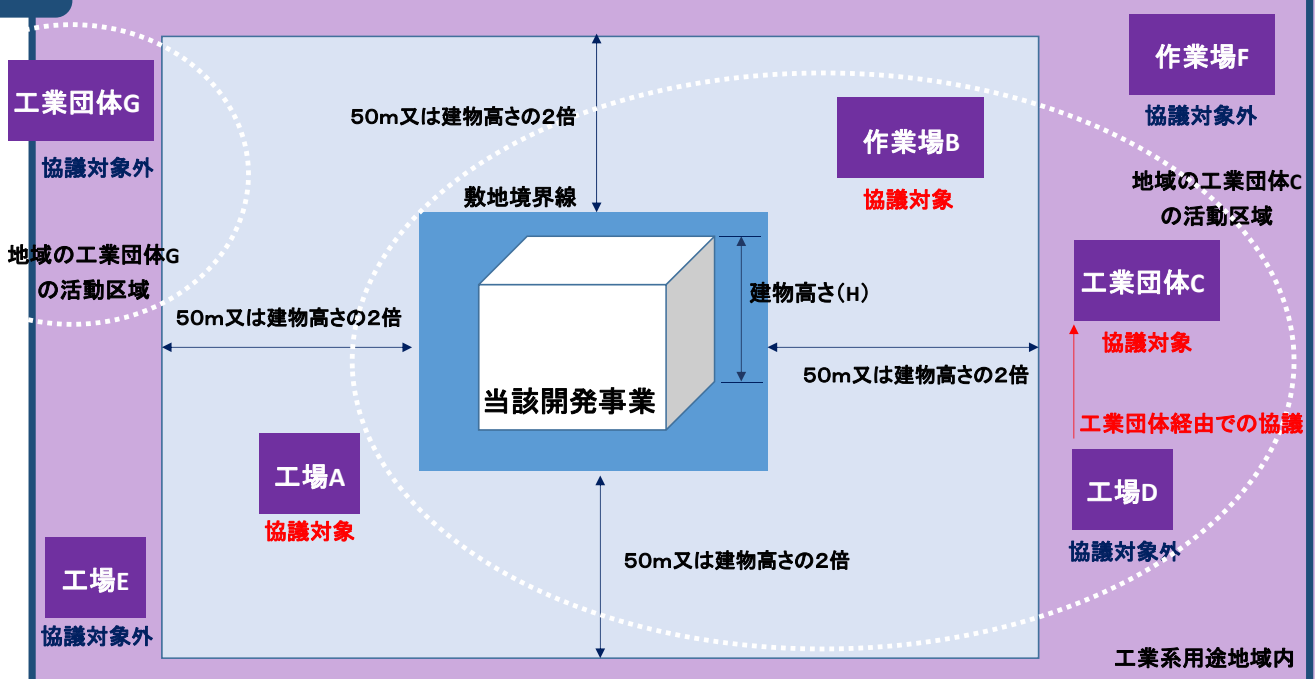 作業場F
協議対象外
工業団体G
協議対象外
50m又は建物高さの2倍
作業場B
協議対象
敷地境界線
地域の工業団体C
の活動区域
地域の工業団体G
の活動区域
工業団体C
協議対象
建物高さ(H)
50m又は建物高さの2倍
50m又は建物高さの2倍
当該開発事業
工業団体経由での協議
工場A
協議対象
工場D
協議対象外
50m又は建物高さの2倍
工場E
協議対象外
工業系用途地域内